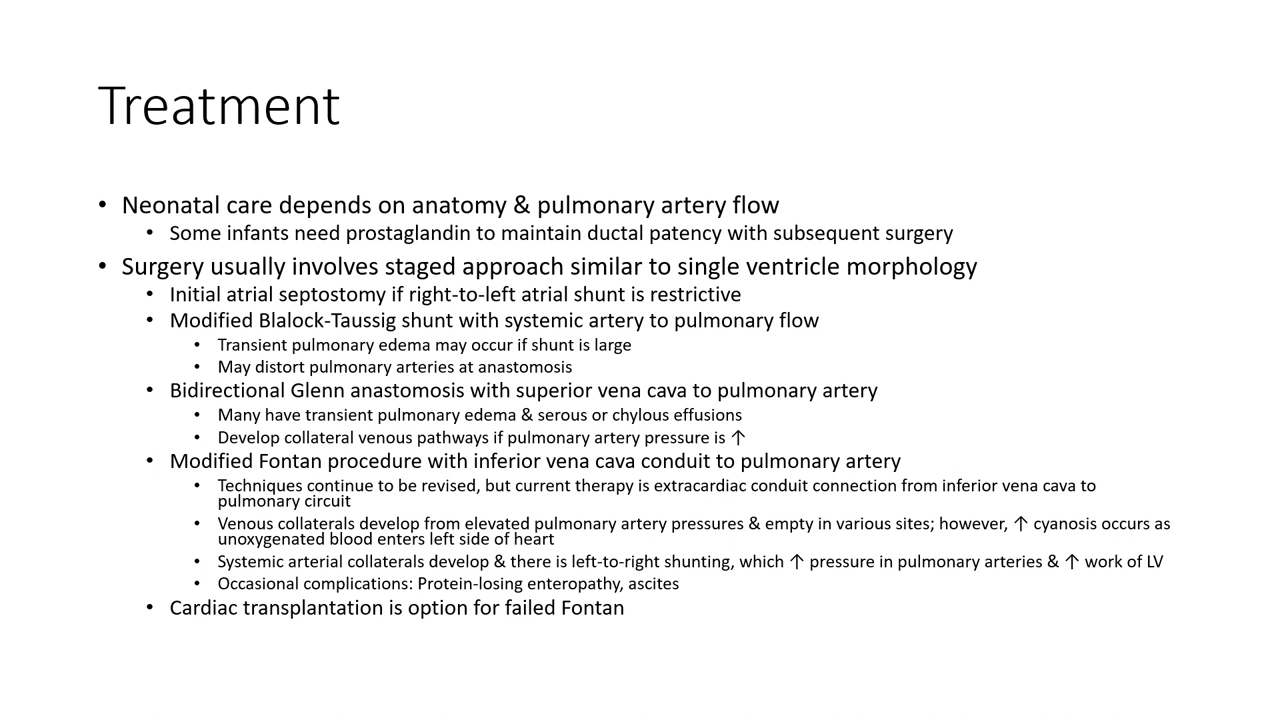 Treatment
• Neonatal care depends on anatomy & pulmonary artery flow
• Some infants need prostaglandin to maintain ductal patency with subsequent surgery
• Surgery usually involves staged approach similar to single ventricle morphology
• Initial atrial septostomy if right-to-left atrial shunt is restrictive
• Modified Blalock-Taussig shunt with systemic artery to pulmonary flow
• Transient pulmonary edema may occur if shunt is large
• May distort pulmonary arteries at anastomosis
• Bidirectional Glenn anastomosis with superior vena cava to pulmonary artery
• Many have transient pulmonary edema & serous or chylous effusions
• Develop collateral venous pathways if pulmonary artery pressure is ↑
• Modified Fontan procedure with inferior vena cava conduit to pulmonary artery
• Techniques continue to be revised, but current therapy is extracardiac conduit connection from inferior vena cava to
pulmonary circuit
• Venous collaterals develop from elevated pulmonary artery pressures & empty in various sites; however, ↑ cyanosis occurs as
unoxygenated blood enters left side of heart
• Systemic arterial collaterals develop & there is left-to-right shunting, which ↑ pressure in pulmonary arteries & ↑ work of LV
• Occasional complications: Protein-losing enteropathy, ascites
• Cardiac transplantation is option for failed Fontan